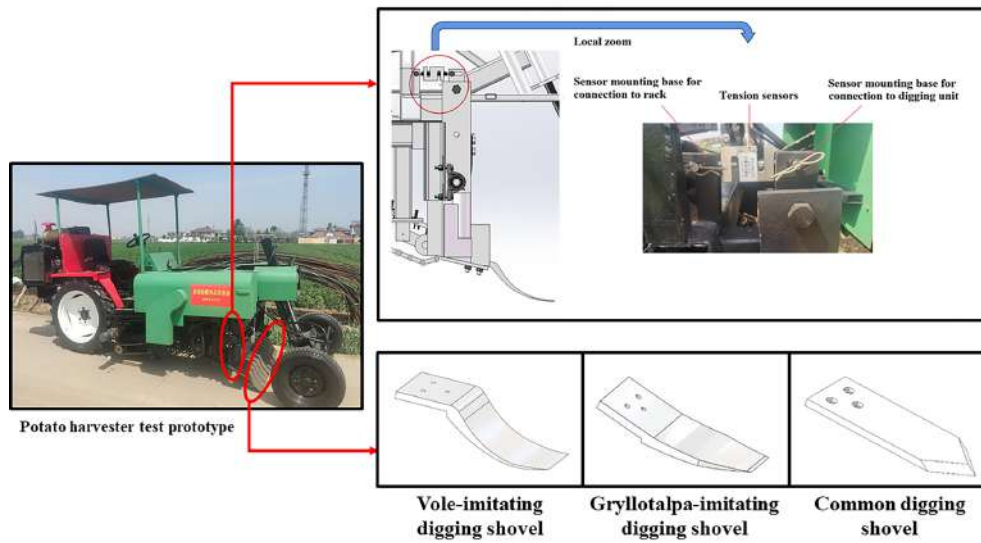 Local zoom
Sensor mounting base for
connection to rack
Tension sensors
Sensor mounting base for
connection to digging unit
Potato harvester test prototype
Vole-imitating
digging shovel
Gryllotalpa-imitating
digging shovel
Common digging
shovel